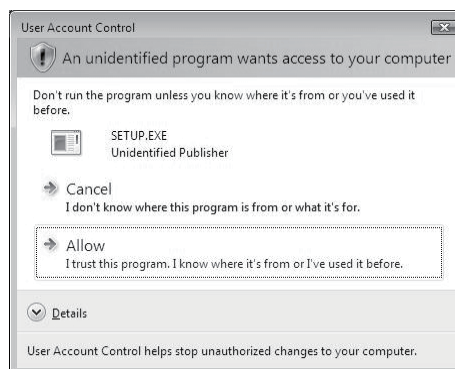 User Account Control
An unidentified program wants access to your computer
Don't run the program unless you know where it's from or you've used it
before.
SETUP.EXE
Unidentified Publisher
Cancel
I don't know where this program is from or what it's for.
Allow
I trust this program. I know where it's from or I've used it before.
Details
User Account Control helps stop unauthorized changes to your computer.